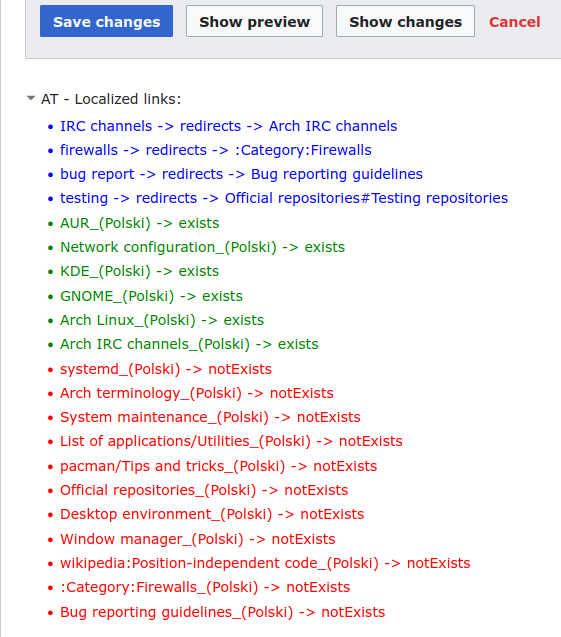 Save changes Show preview Show changes Cancel
AT - Localized links:
IRC channels -> redirects -> Arch IRC channels
firewalls -> redirects -> :Category:Firewalls
bug report -> redirects -> Bug reporting guidelines
testing -> redirects -> Official repositories#Testing repositories
AUR_(Polski) -> exists
Network configuration_(Polski) -> exists
KDE_(Polski) -> exists
GNOME_(Polski) -> exists
Arch Linux_(Polski) -> exists
Arch IRC channels_(Polski) -> exists
systemd_(Polski) -> notExists
Arch terminology_(Polski) -> notExists
System maintenance_(Polski) -> notExists
List of applications/Utilities_(Polski) -> notExists
pacman/Tips and tricks_(Polski) -> notExists
Official repositories_(Polski) -> notExists
Desktop environment_(Polski) -> notExists
Window manager_(Polski) -> notExists
wikipedia:Position-independent code_(Polski) -> notExists
:Category:Firewalls_(Polski) -> notExists
Bug reporting guidelines_(Polski) -> notExists